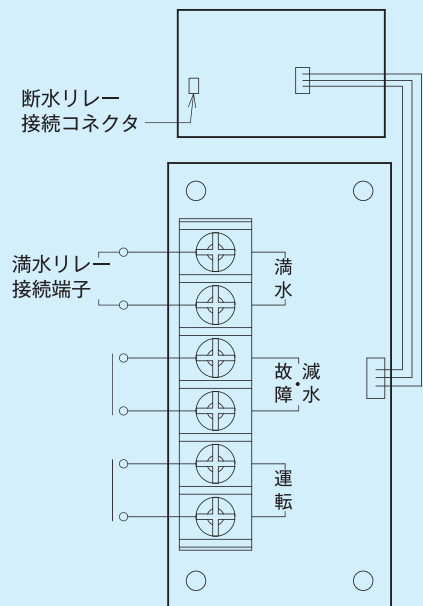 断水リレー
接続コネクタ
満水リレー
接続端子
満水
故障・減水
運転